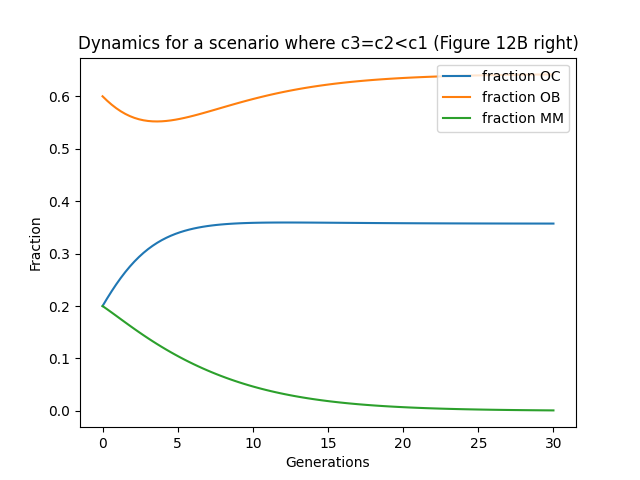 Dynamics for a scenario where c3=c2<c1 (Figure 12B right)
fraction OC
fraction OB
fraction MM
Fraction
0.6
0.5
0.4
0.3
0.2
0.1
0.0
0 5 10 15 20 25 30
Generations